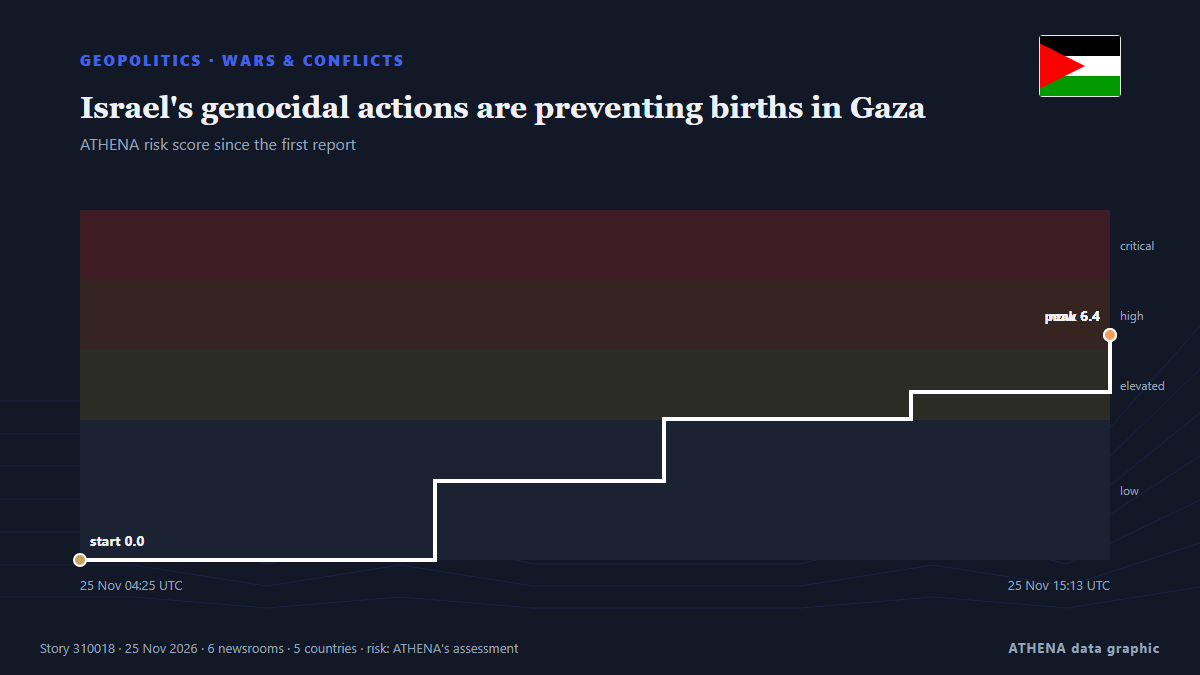 GEOPOLITICS · WARS & CONFLICTS
Israel's genocidal actions are preventing births in Gaza
ATHENA risk score since the first report
critical
6.4
high
elevated
low
start 0.0
25 Nov 04:25 UTC
25 Nov 15:13 UTC
Story 310018 · 25 Nov 2026 · 6 newsrooms · 5 countries · risk: ATHENA's assessment
ATHENA data graphic